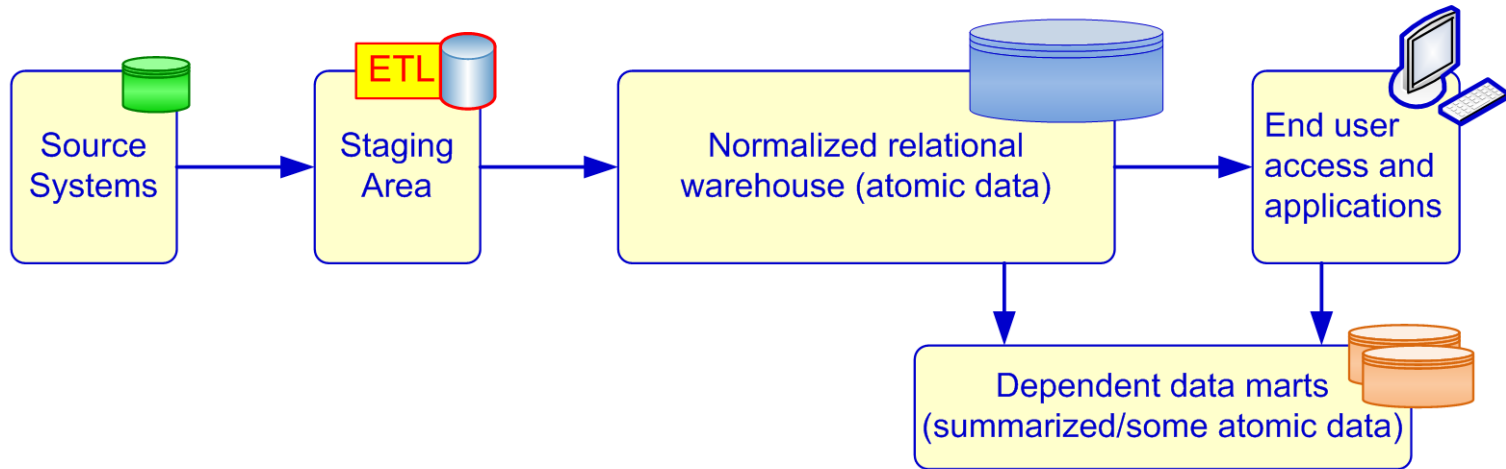 Source
Systems
ETL
Staging
Area
Normalized relational
warehouse (atomic data)
End user
access and
applications
Dependent data marts
(summarized/some atomic data)